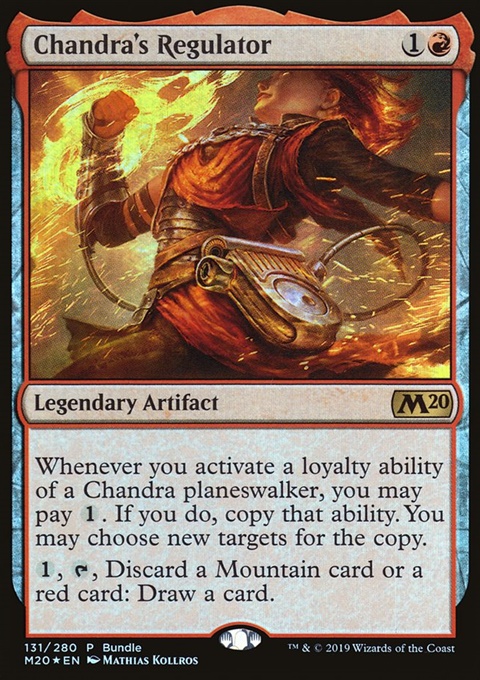 Chandra's Regulator 1
Legendary Artifact M20
Whenever you activate a loyalty ability
of a Chandra planeswalker, you may
pay 1. If you do, copy that ability. You
may choose new targets for the copy.
1, , Discard a Mountain card or a
red card: Draw a card.
131/280 P Bundle
M20★EN Mathias Kollros
™ & © 2019 Wizards of the Coast